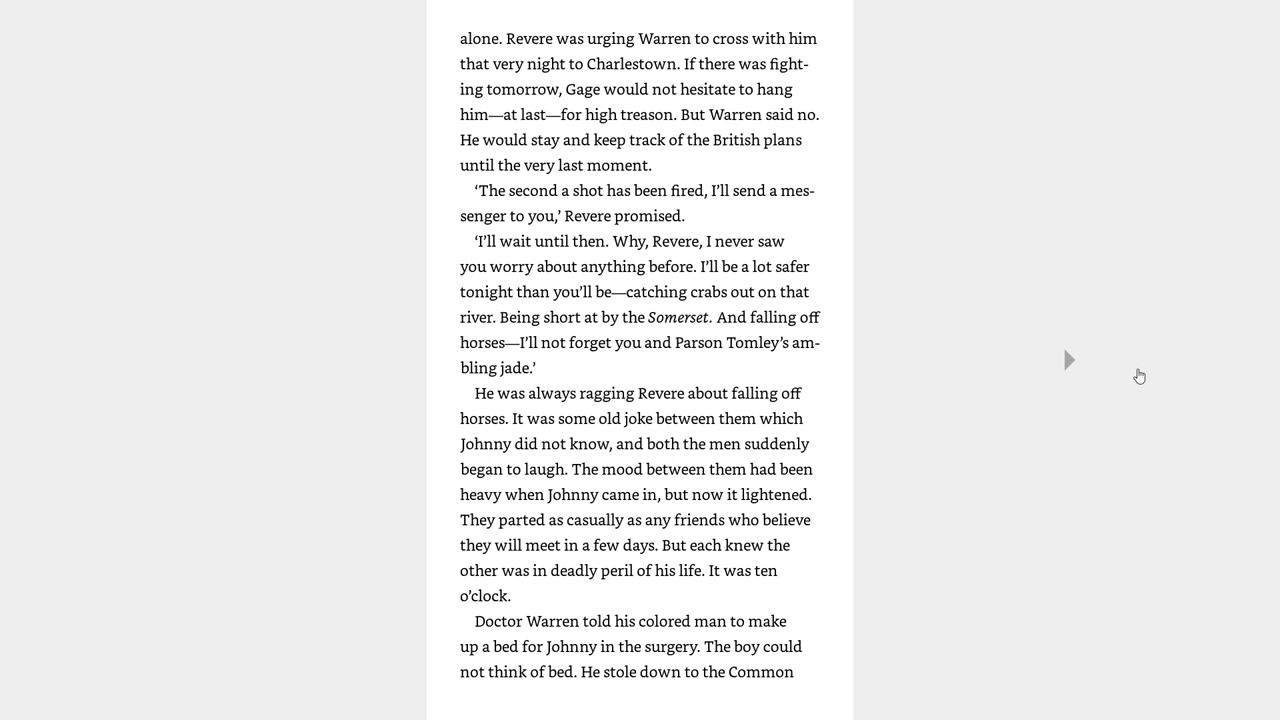 alone. Revere was urging Warren to cross with him
that very night to Charlestown. If there was fight-
ing tomorrow, Gage would not hesitate to hang
him—at last—for high treason. But Warren said no.
He would stay and keep track of the British plans
until the very last moment.
‘The second a shot has been fired, I’ll send a mes-
senger to you,’ Revere promised.
‘I’ll wait until then. Why, Revere, I never saw
you worry about anything before. I’ll be a lot safer
tonight than you’ll be—catching crabs out on that
river. Being short at by the Somerset. And falling off
horses—I’ll not forget you and Parson Tomley’s am-
bling jade.’
He was always ragging Revere about falling off
horses. It was some old joke between them which
Johnny did not know, and both the men suddenly
began to laugh. The mood between them had been
heavy when Johnny came in, but now it lightened.
They parted as casually as any friends who believe
they will meet in a few days. But each knew the
other was in deadly peril of his life. It was ten
o’clock.
Doctor Warren told his colored man to make
up a bed for Johnny in the surgery. The boy could
not think of bed. He stole down to the Common